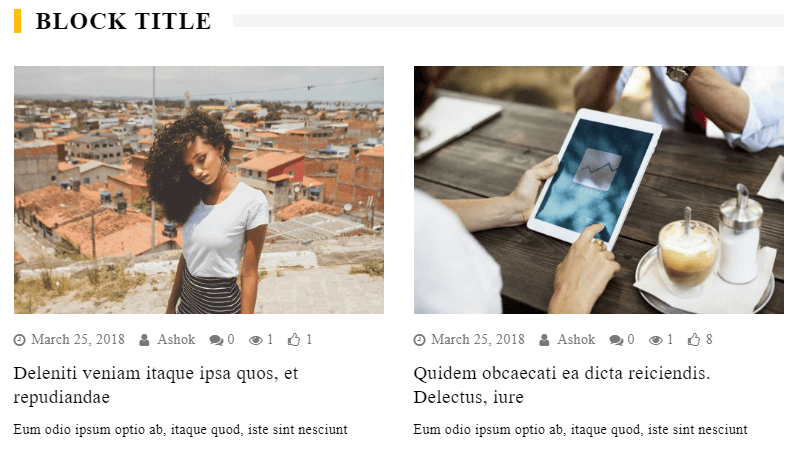 BLOCK TITLE
March 25, 2018 Ashok 0 1 1
Deleniti veniam itaque ipsa quos, et
repudiandae
Eum odio ipsum optio ab, itaque quod, iste sint nesciunt
March 25, 2018 Ashok 0 1 8
Quidem obcaecati ea dicta reiciendis.
Delectus, iure
Eum odio ipsum optio ab, itaque quod, iste sint nesciunt